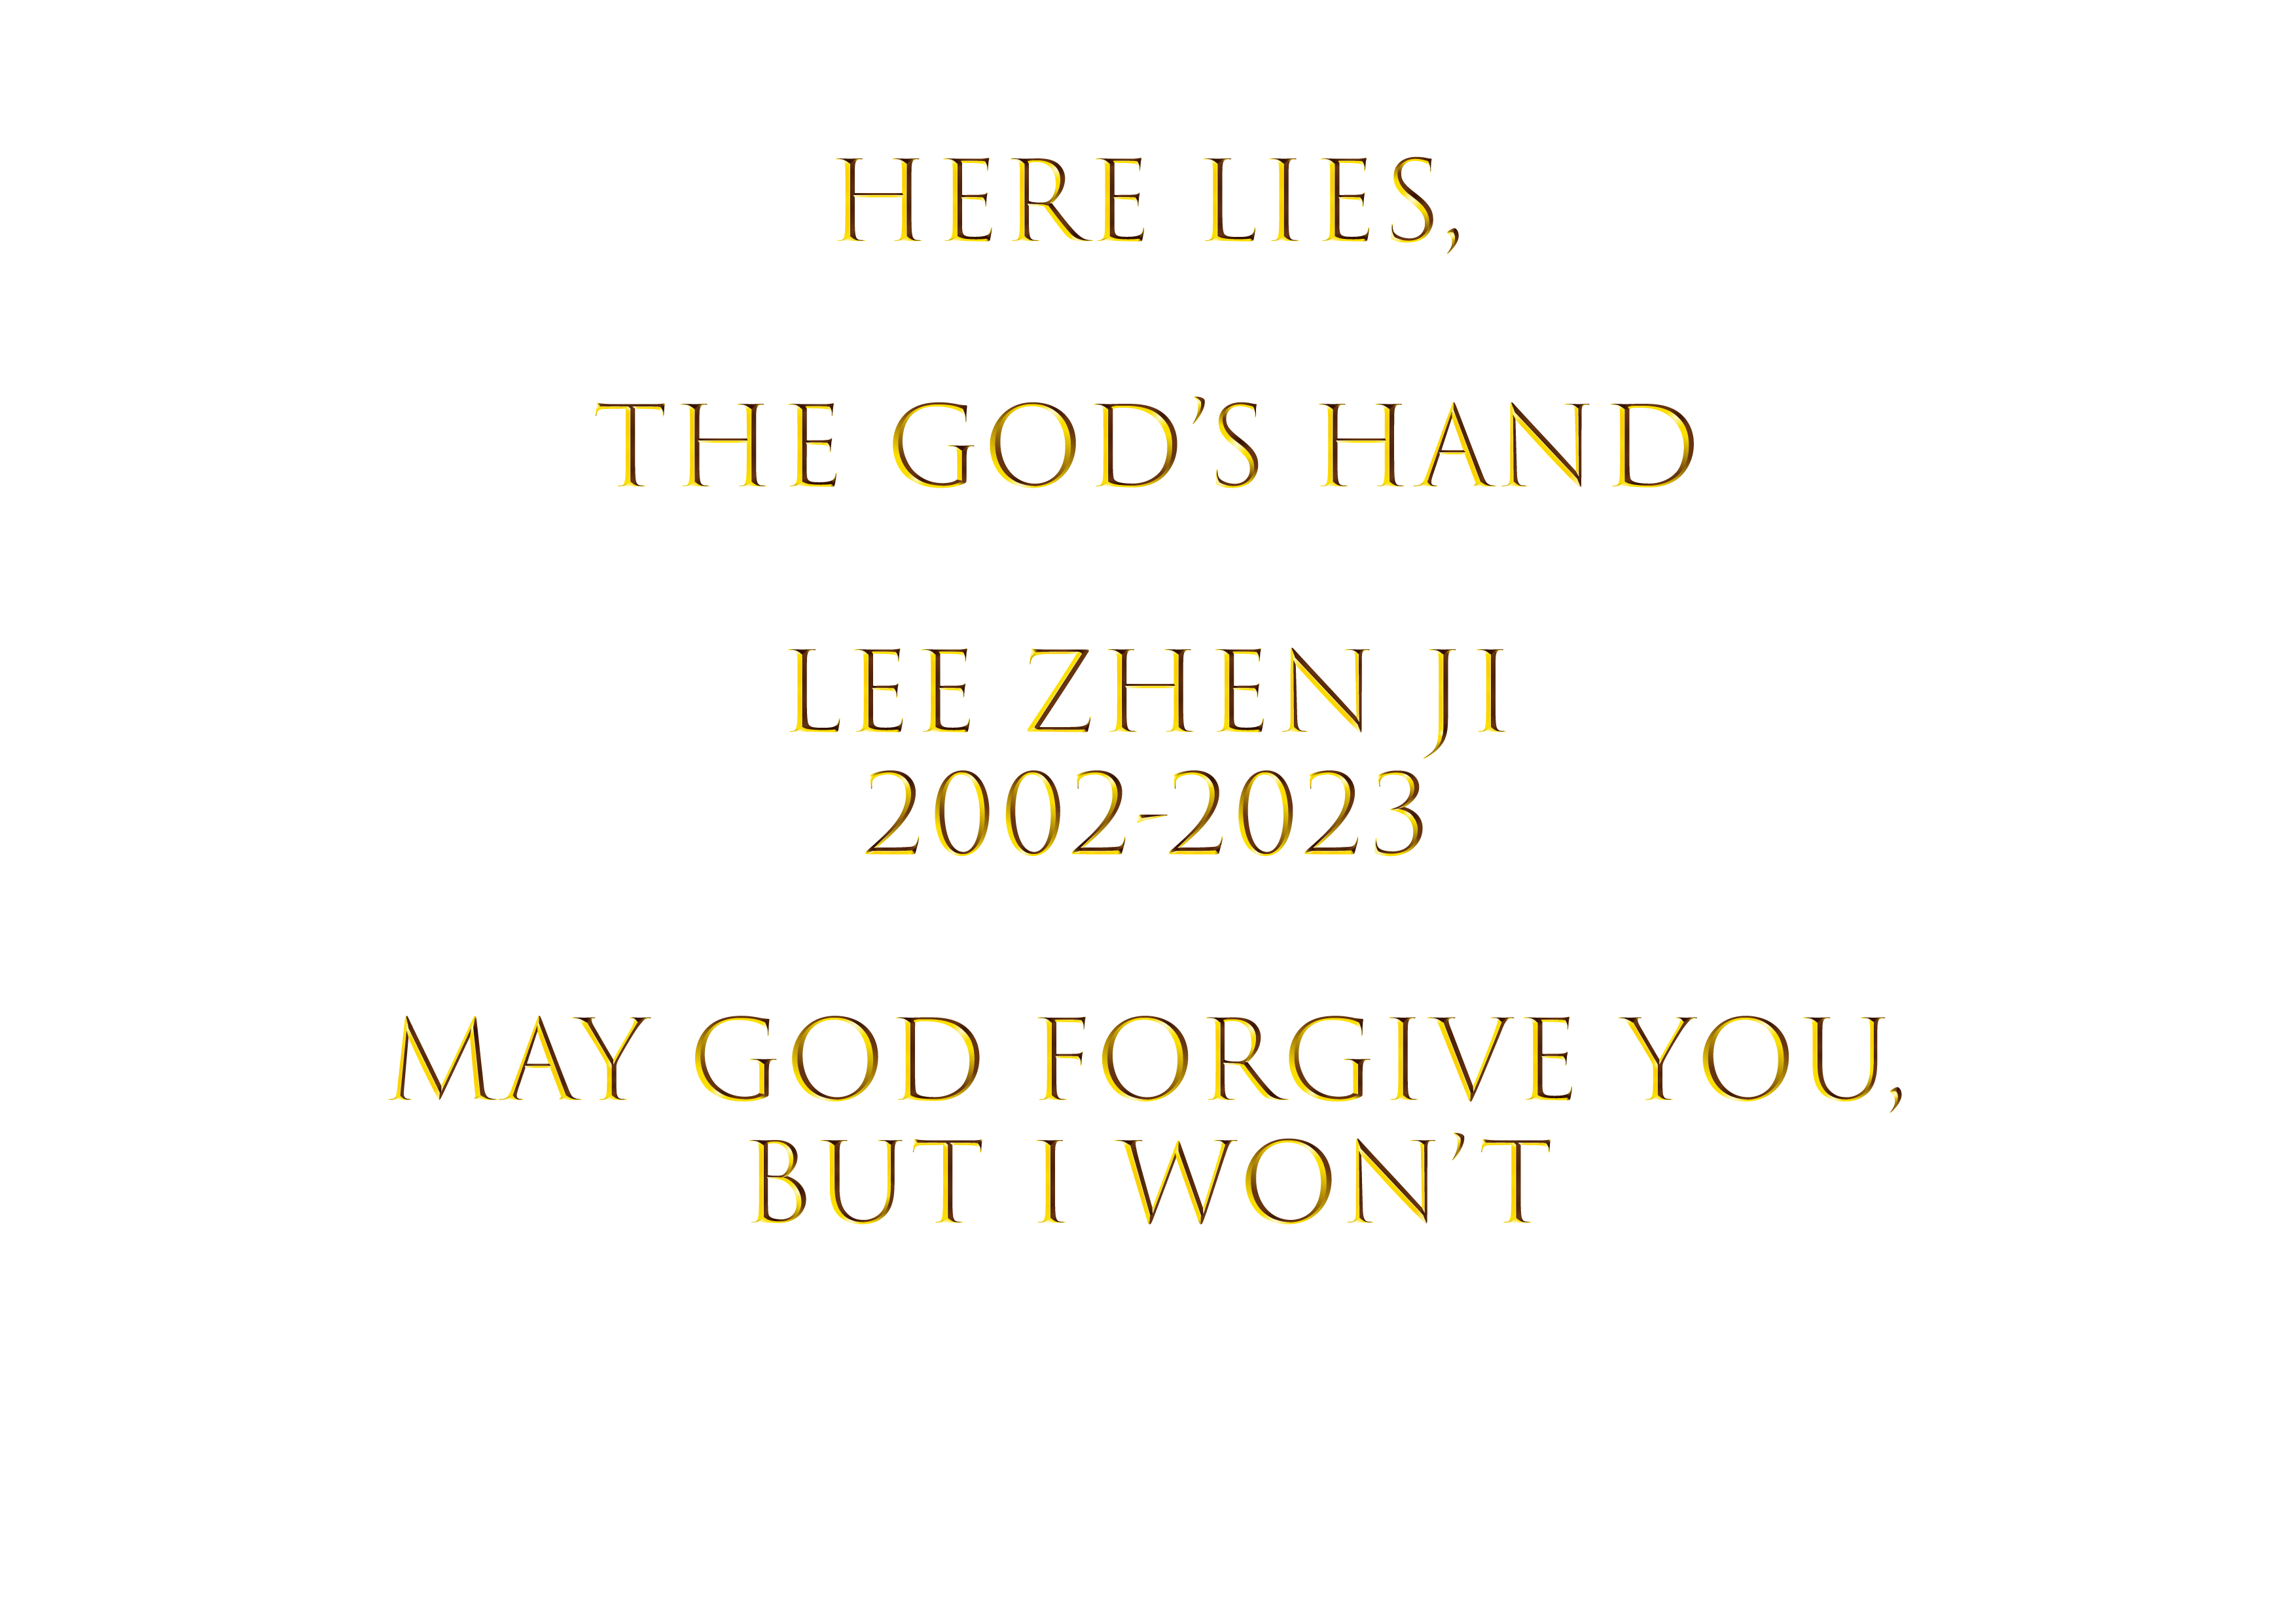 HERE LIES,
THE GOD’S HAND
LEE ZHEN JI
2002-2023
MAY GOD FORGIVE YOU,
BUT I WON’T